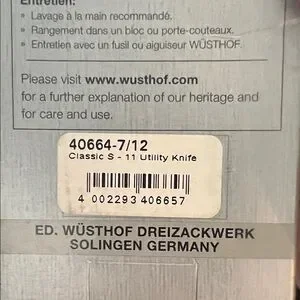 Entretien:
» Lavage à la main recommandé.
» Rangement dans un bloc ou porte-couteaux.
» Entretien avec un fusil ou aiguiseur WÜSTHOF.
Please visit www.wusthof.com
for a further explanation of our heritage and
for care and use.
40664-7/12
Classic S - 11 Utility Knife
4 002293 406657
ED. WÜSTHOF DREIZACKWERK
SOLINGEN GERMANY